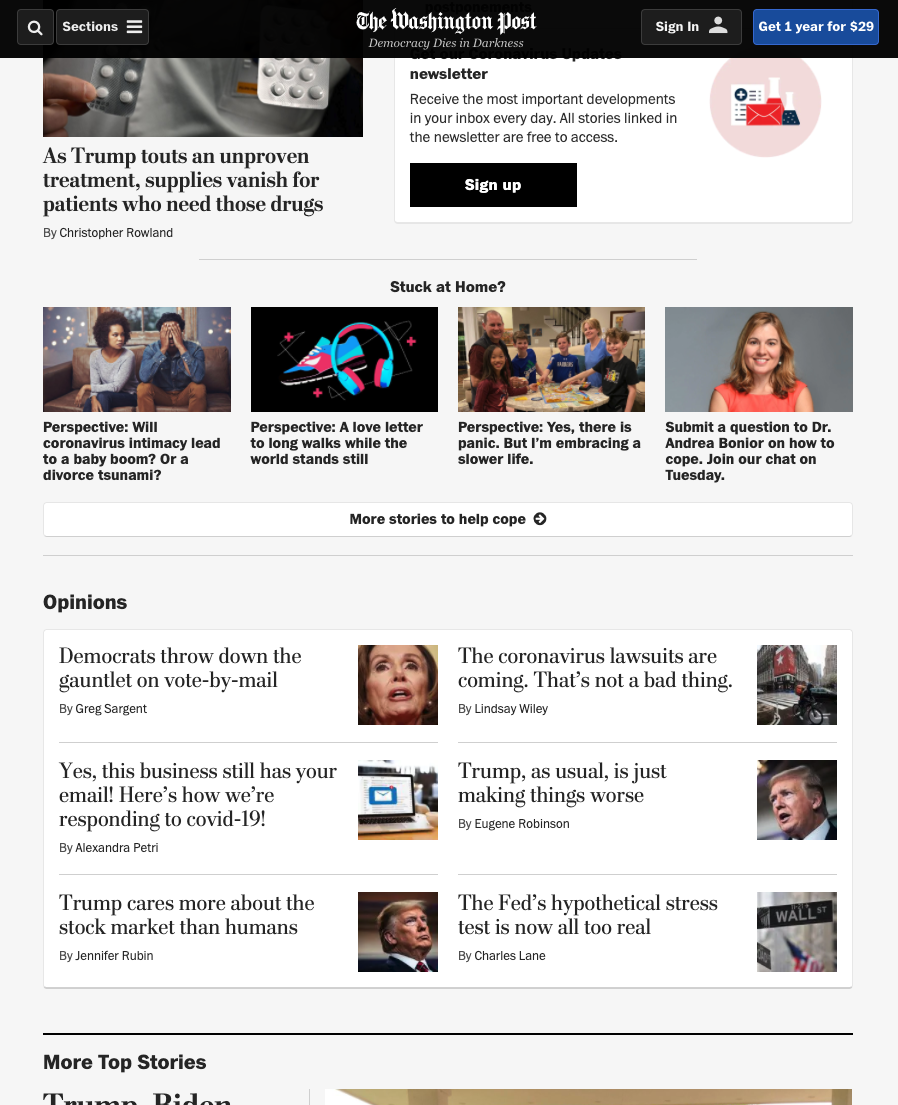 postponements
Sections
The Washington Post
Democracy Dies in Darkness
Sign In
Get 1 year for $29
Get our Coronavirus Updates
newsletter
Receive the most important developments
in your inbox every day. All stories linked in
the newsletter are free to access.
Sign up
As Trump touts an unproven
treatment, supplies vanish for
patients who need those drugs
By Christopher Rowland
Stuck at Home?
Perspective: Will
coronavirus intimacy lead
to a baby boom? Or a
divorce tsunami?
Perspective: A love letter
to long walks while the
world stands still
Perspective: Yes, there is
panic. But I'm embracing a
slower life.
Submit a question to Dr.
Andrea Bonior on how to
cope. Join our chat on
Tuesday.
More stories to help cope
Opinions
Democrats throw down the
gauntlet on vote-by-mail
By Greg Sargent
The coronavirus lawsuits are
coming. That's not a bad thing.
By Lindsay Wiley
Yes, this business still has your
email! Here's how we're
responding to covid-19!
By Alexandra Petri
Trump, as usual, is just
making things worse
By Eugene Robinson
Trump cares more about the
stock market than humans
By Jennifer Rubin
The Fed's hypothetical stress
test is now all too real
By Charles Lane
WALL ST
More Top Stories
Trump, Biden